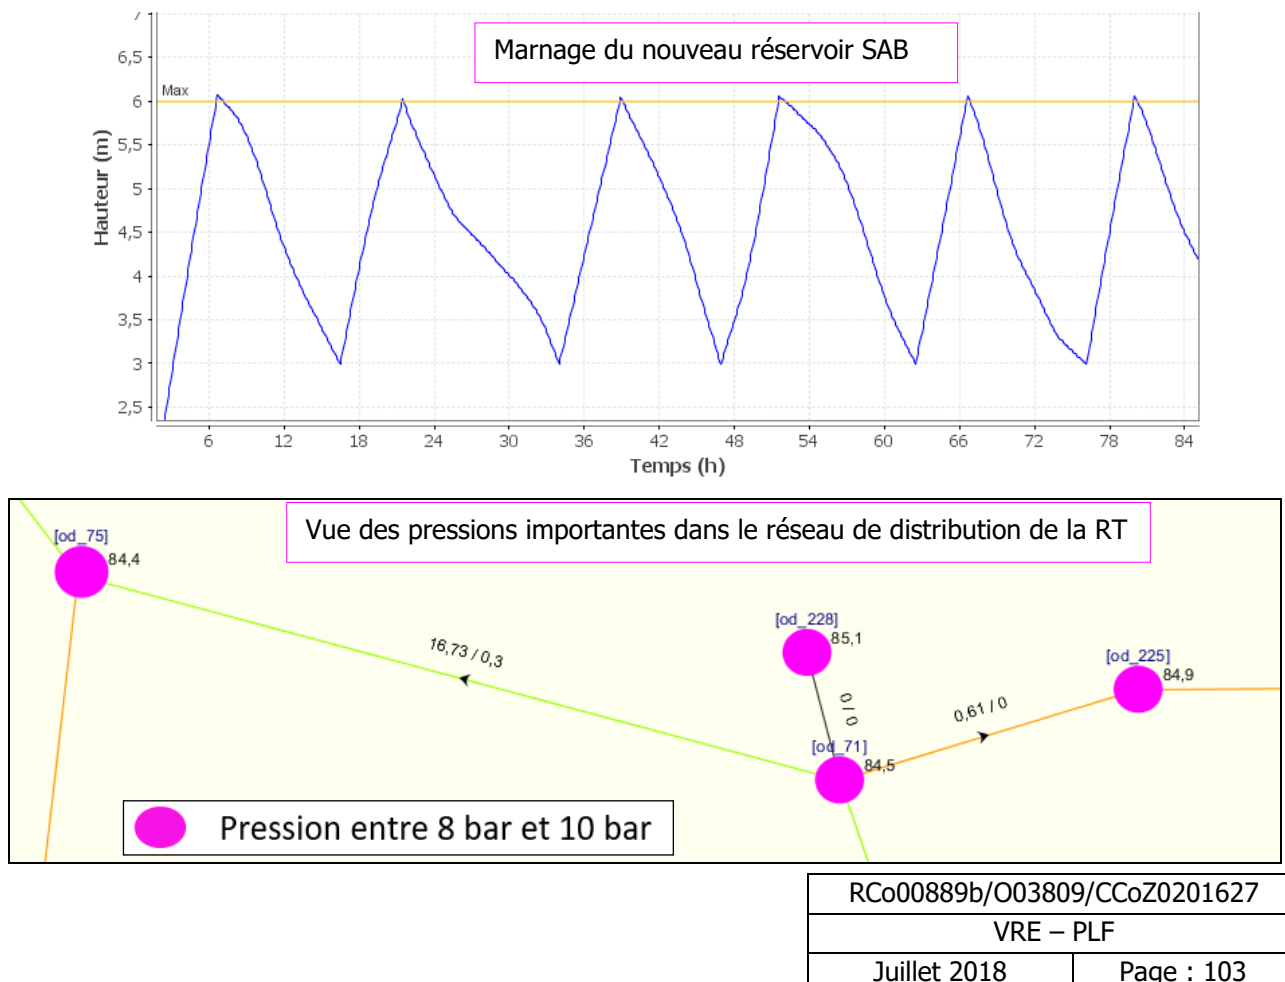 Marnage du nouveau réservoir SAB
7
6,5
Max
6
5,5
5
4,5
4
3,5
3
2,5
Hauteur (m)
6 12 18 24 30 36 42 48 54 60 66 72 78 84
Temps (h)
Vue des pressions importantes dans le réseau de distribution de la RT
[od_75]
84,4
16,73 / 0,3
[od_228]
85,1
0 / 0
[od_225]
84,9
0,61 / 0
[od_71]
84,5
Pression entre 8 bar et 10 bar
RCo00889b/O03809/CCoZ0201627
VRE – PLF
Juillet 2018 Page : 103